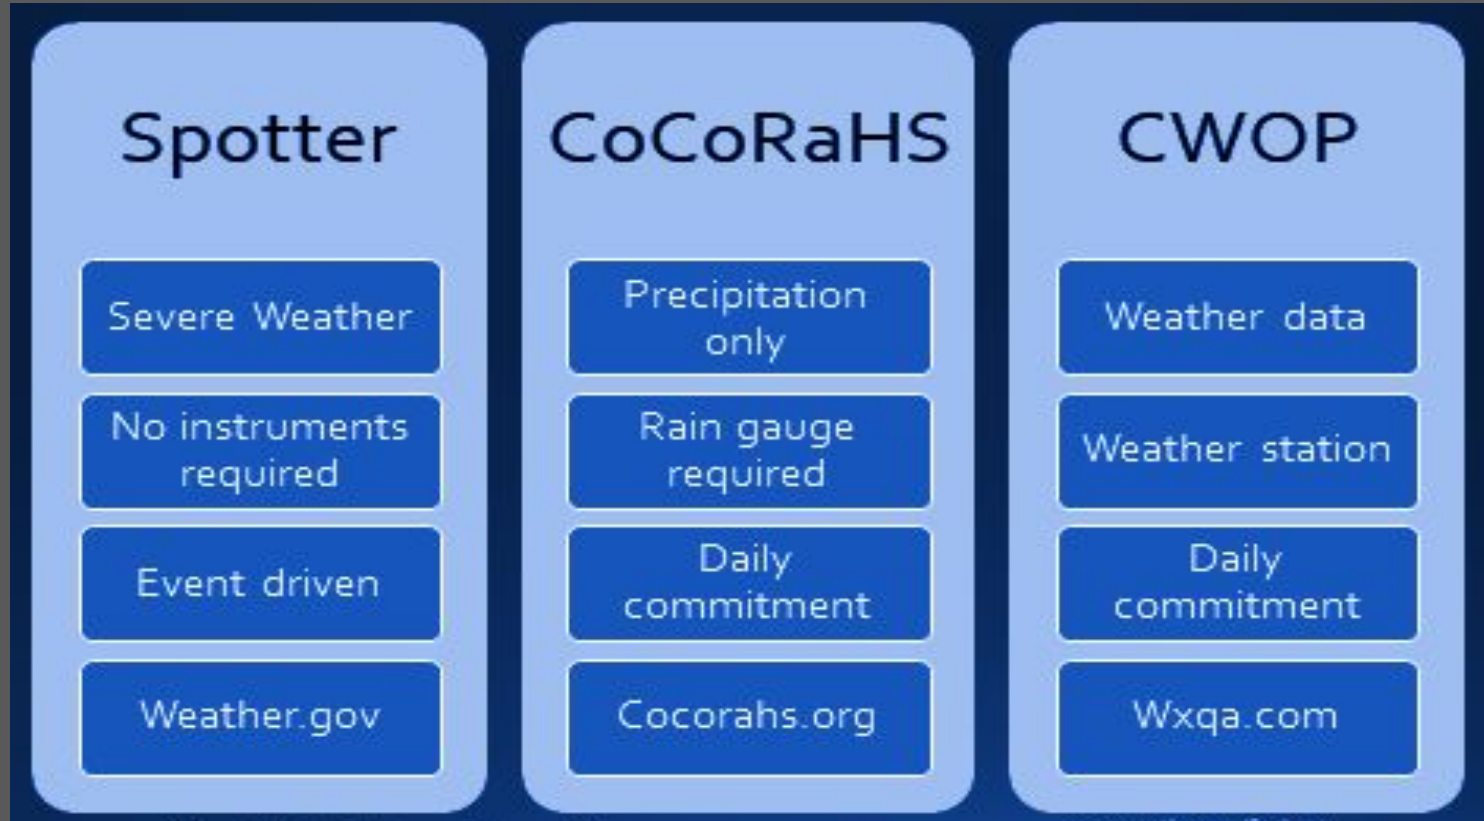 Spotter
Severe Weather
No instruments
required
Event driven
Weather.gov
CoCoRaHS
Precipitation
only
Rain gauge
required
Daily
commitment
Cocorahs.org
CWOP
Weather data
Weather station
Daily
commitment
Wxqa.com